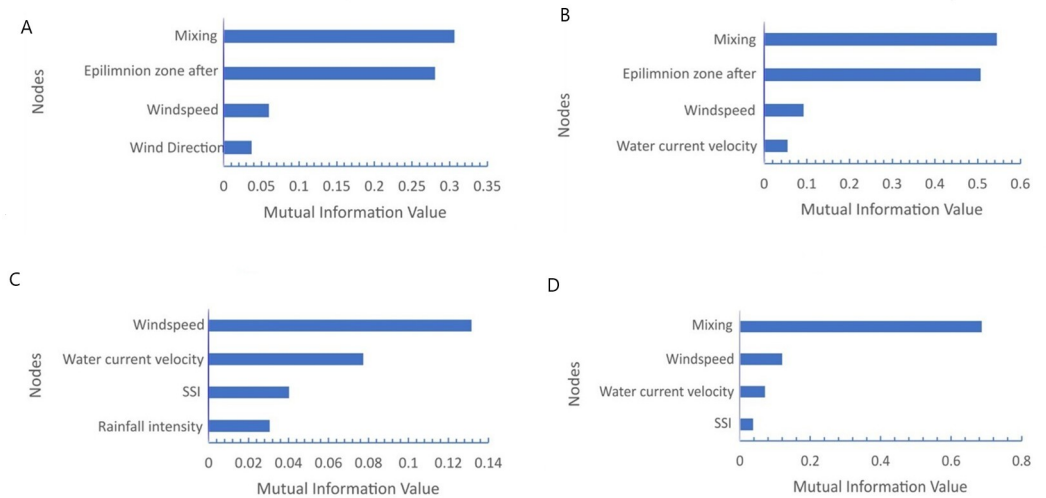 A
Mixing
Epilimnion zone after
Windspeed
Wind Direction
Nodes
0 0.05 0.1 0.15 0.2 0.25 0.3 0.35
Mutual Information Value
B
Mixing
Epilimnion zone after
Windspeed
Water current velocity
Nodes
0 0.1 0.2 0.3 0.4 0.5 0.6
Mutual Information Value
C
Windspeed
Water current velocity
SSI
Rainfall intensity
Nodes
0 0.02 0.04 0.06 0.08 0.1 0.12 0.14
Mutual Information Value
D
Mixing
Windspeed
Water current velocity
SSI
Nodes
0 0.2 0.4 0.6 0.8
Mutual Information Value